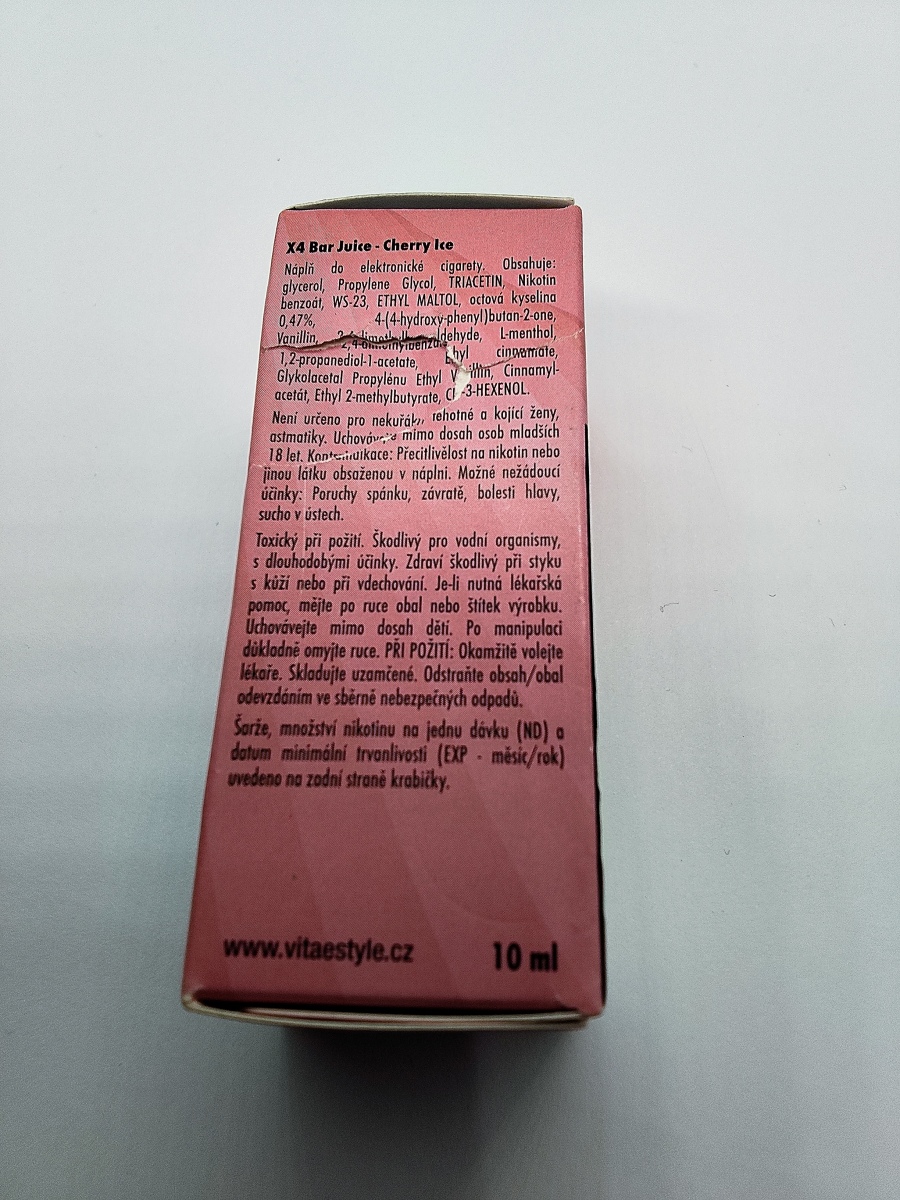 X4 Bar Juice - Cherry Ice
Náplň do elektronické cigarety. Obsahuje:
glycerol, Propylene Glycol, TRIACETIN, Nikotin
benzoát, WS-23, ETHYL MALTOL, octová kyselina
0,47%, 4-(4-hydroxy-phenyl)butan-2-one,
Vanillin, L-menthol,
1,2-propanediol-1-acetate, cinnamate,
Glykolacetal Propylénu Ethyl Cinnamyl-
acetát, Ethyl 2-methylbutyrate,
Není určeno pro a kojící ženy,
astmatiky. mimo dosah osob mladších
18 let. Přecitlivělost na nikotin nebo
jinou látku obsaženou v náplni. Možné nežádoucí
účinky: Poruchy spánku, závratě, bolesti hlavy,
sucho v ústech.
Toxický při požití. Škodlivý pro vodní organismy,
s dlouhodobými účinky. Zdraví škodlivý při styku
s kůží nebo při vdechování. Je-li nutná lékařská
pomoc, mějte po ruce obal nebo štítek výrobku.
Uchovávejte mimo dosah dětí. Po manipulaci
důkladně omyjte ruce. PŘI POŽITÍ: Okamžitě volejte
lékaře. Skladujte uzamčené. Odstraňte obsah/obal
odevzdáním ve sběrně nebezpečných odpadů.
Šarže, množství nikotinu na jednu dávku (ND) a
datum minimální trvanlivosti (EXP - měsíc/rok)
uvedeno na zadní straně krabičky.
www.vitaestyle.cz 10 ml